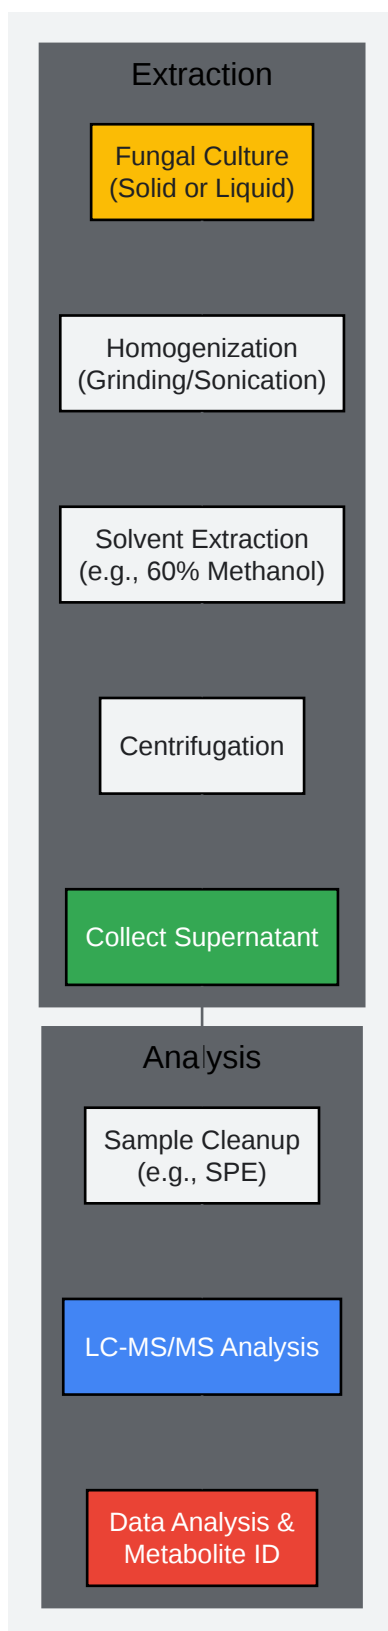 Extraction
Fungal Culture
(Solid or Liquid)
Homogenization
(Grinding/Sonication)
Solvent Extraction
(e.g., 60% Methanol)
Centrifugation
Collect Supernatant
Analysis
Sample Cleanup
(e.g., SPE)
LC-MS/MS Analysis
Data Analysis &
Metabolite ID